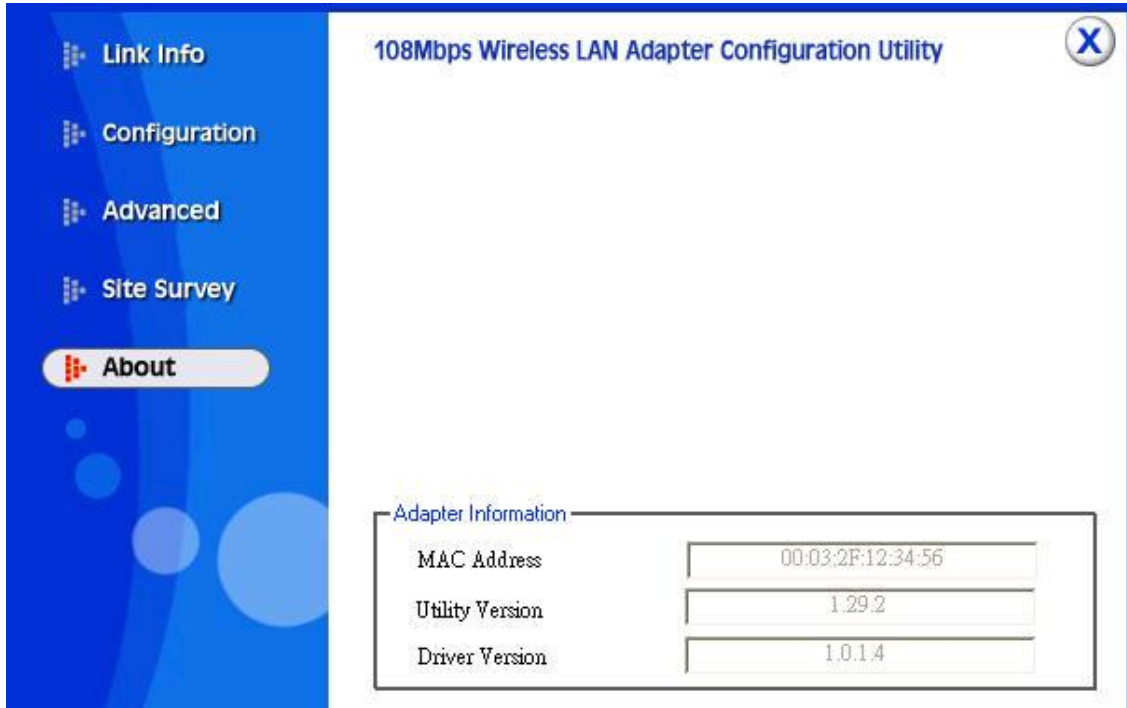 Link Info
Configuration
Advanced
Site Survey
About
108Mbps Wireless LAN Adapter Configuration Utility
X
Adapter Information
MAC Address
00:03:2F:12:34:56
Utility Version
1.29.2
Driver Version
1.0.1.4